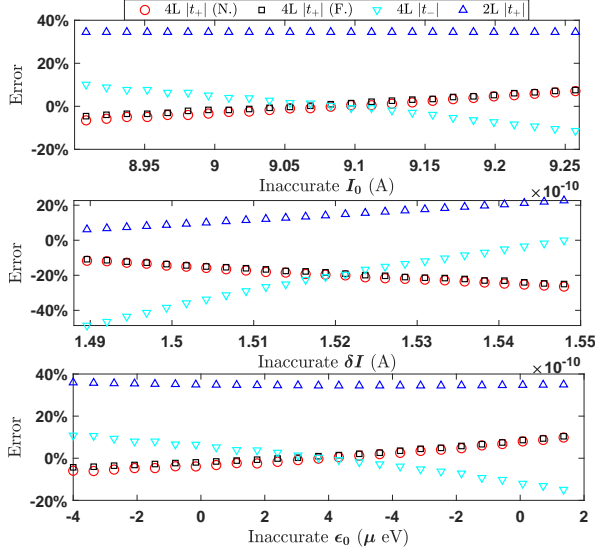 4L |t₊| (N.) 4L |t₊| (F.) 4L |t₋| 2L |t₊|
40%
20%
0%
-20%
Error
8.95 9 9.05 9.1 9.15 9.2 9.25
Inaccurate I₀ (A)
×10⁻¹⁰
20%
0%
-20%
-40%
Error
1.49 1.5 1.51 1.52 1.53 1.54 1.55
Inaccurate δI (A)
×10⁻¹⁰
40%
20%
0%
-20%
Error
-4 -2 0 2 4 -4 -2 0 2
Inaccurate ϵ₀ (μ eV)